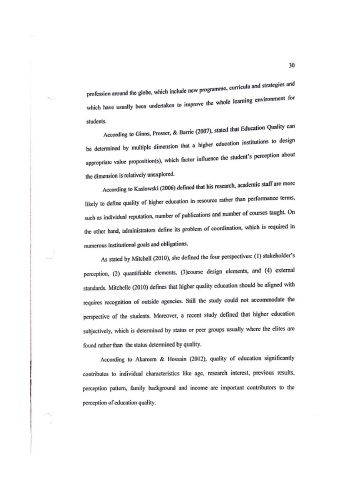 30
profession around the globe, which include new programme, curricula and strategies and
which have usually been undertaken to improve the whole learning environment for
students.
According to Ginns, Prosser, & Barrie (2007), stated that Education Quality can
be determined by multiple dimension that a higher education institutions to design
appropriate value proposition(s), which factor influence the student's perception about
the dimension is relatively unexplored.
According to Kaslowski (2006) defined that his research, academic staff are more
likely to define quality of higher education in resource rather than performance terms,
such as individual reputation, number of publications and number of courses taught. On
the other hand, administrators define its problem of coordination, which is required in
numerous institutional goals and obligations.
As stated by Mitchell (2010), she defined the four perspectives: (1) stakeholder's
perception, (2) quantifiable elements, (3)course design elements, and (4) external
standards. Mitchelle (2010) defines that higher quality education should be aligned with
requires recognition of outside agencies. Still the study could not accommodate the
perspective of the students. Moreover, a recent study defined that higher education
subjectively, which is determined by status or peer groups usually where the elites are
found rather than the status determined by quality.
According to Akareem & Hossain (2012), quality of education significantly
contributes to individual characteristics like age, research interest, previous results,
perception pattern, family background and income are important contributors to the
perception of education quality.